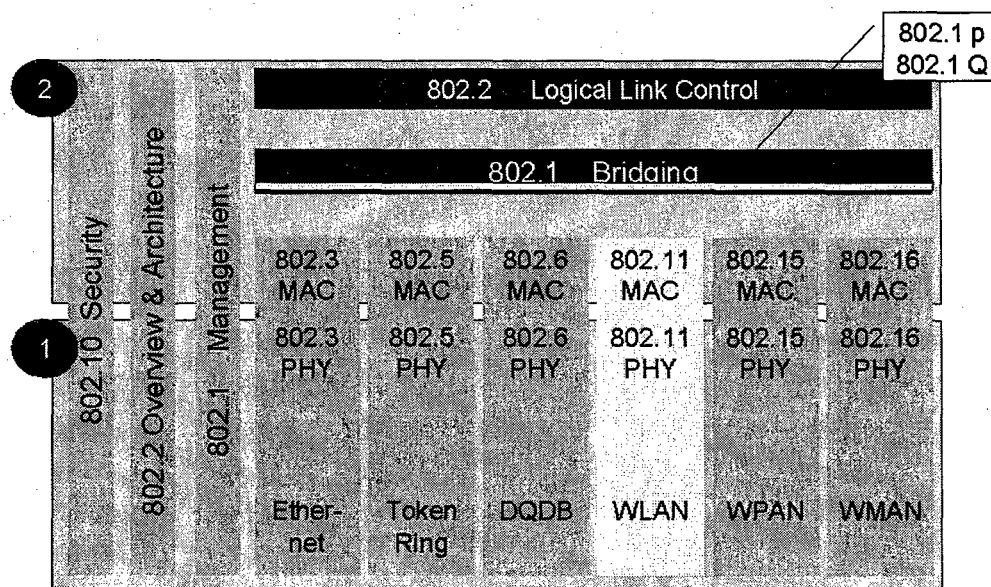 802.1 p
802.1 Q
2
802.2 Logical Link Control
802.1 Bridging
802.10 Security
802.2 Overview & Architecture
802.1 Management
802.3 MAC
802.5 MAC
802.6 MAC
802.11 MAC
802.15 MAC
802.16 MAC
1
802.3 PHY
802.5 PHY
802.6 PHY
802.11 PHY
802.15 PHY
802.16 PHY
Ether-
net
Token
Ring
DQDB
WLAN
WPAN
WMAN